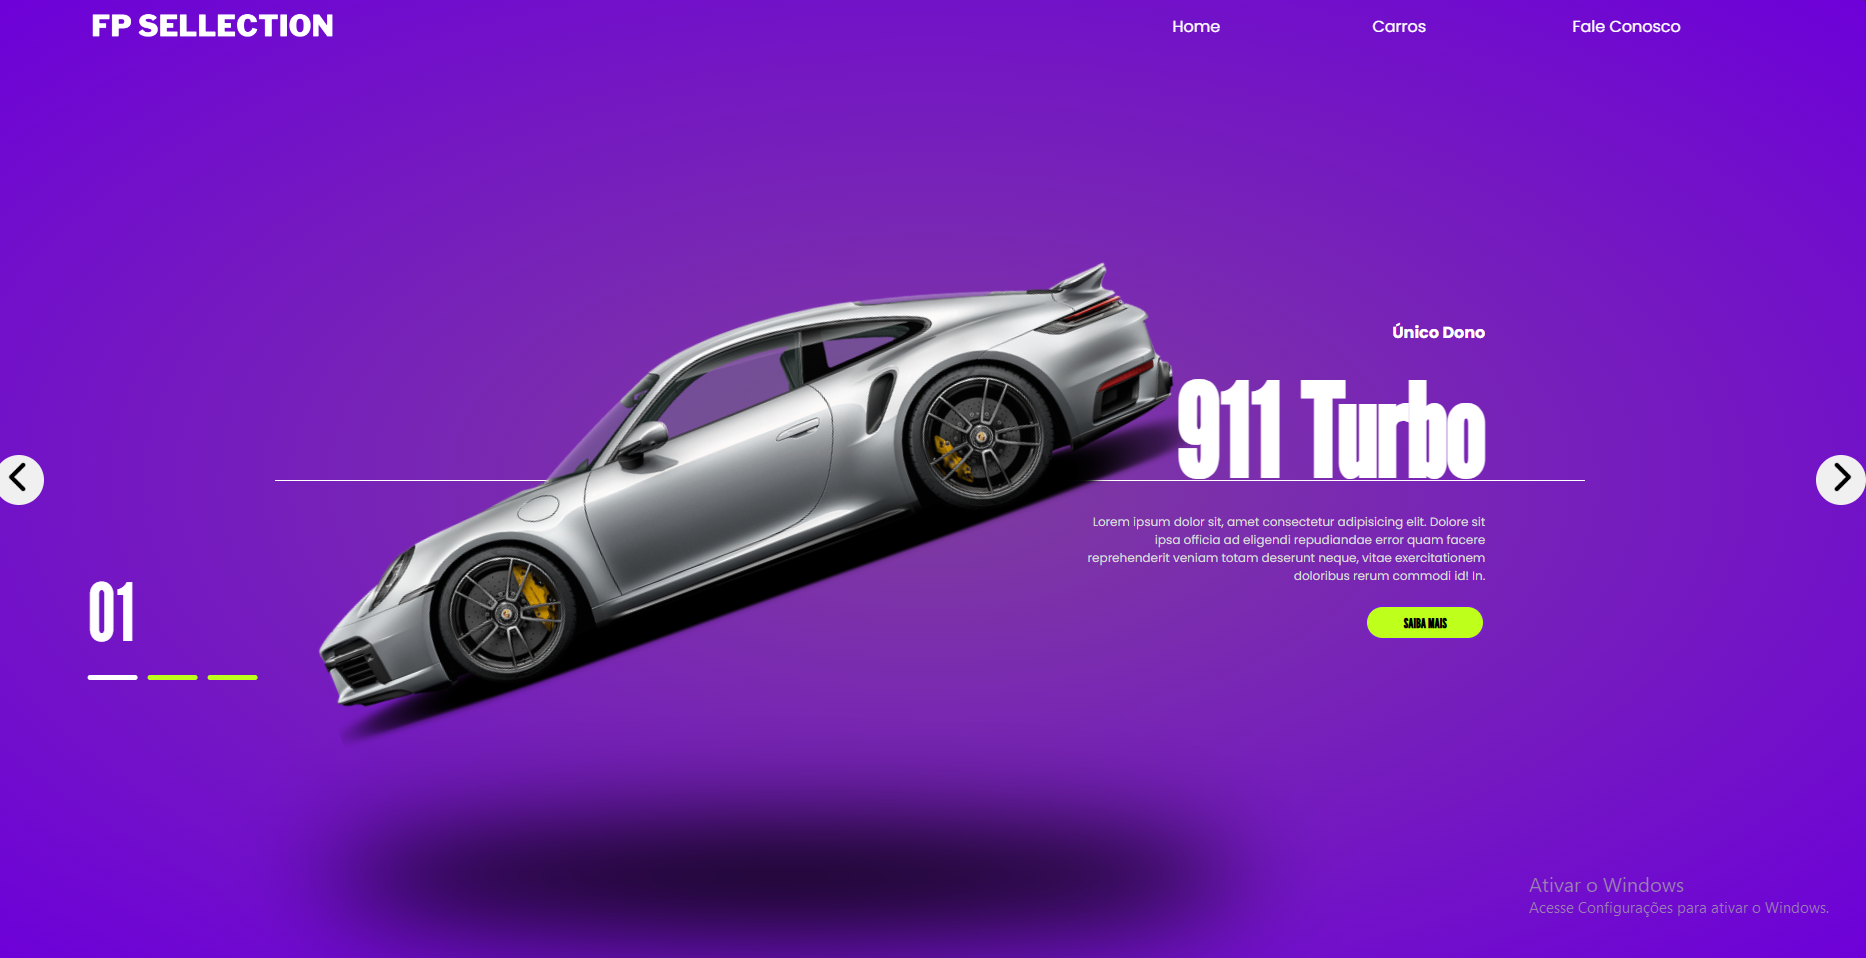 FP SELLECTION
Home
Carros
Fale Conosco
Único Dono
911 Turbo
Lorem ipsum dolor sit, amet consectetur adipisicing elit. Dolore sit
ipsa officia ad eligendi repudiandae error quam facere
reprehenderit veniam totam deserunt neque, vitae exercitationem
doloribus rerum commodi id! In.
SAIBA MAIS
01
Ativar o Windows
Acesse Configurações para ativar o Windows.